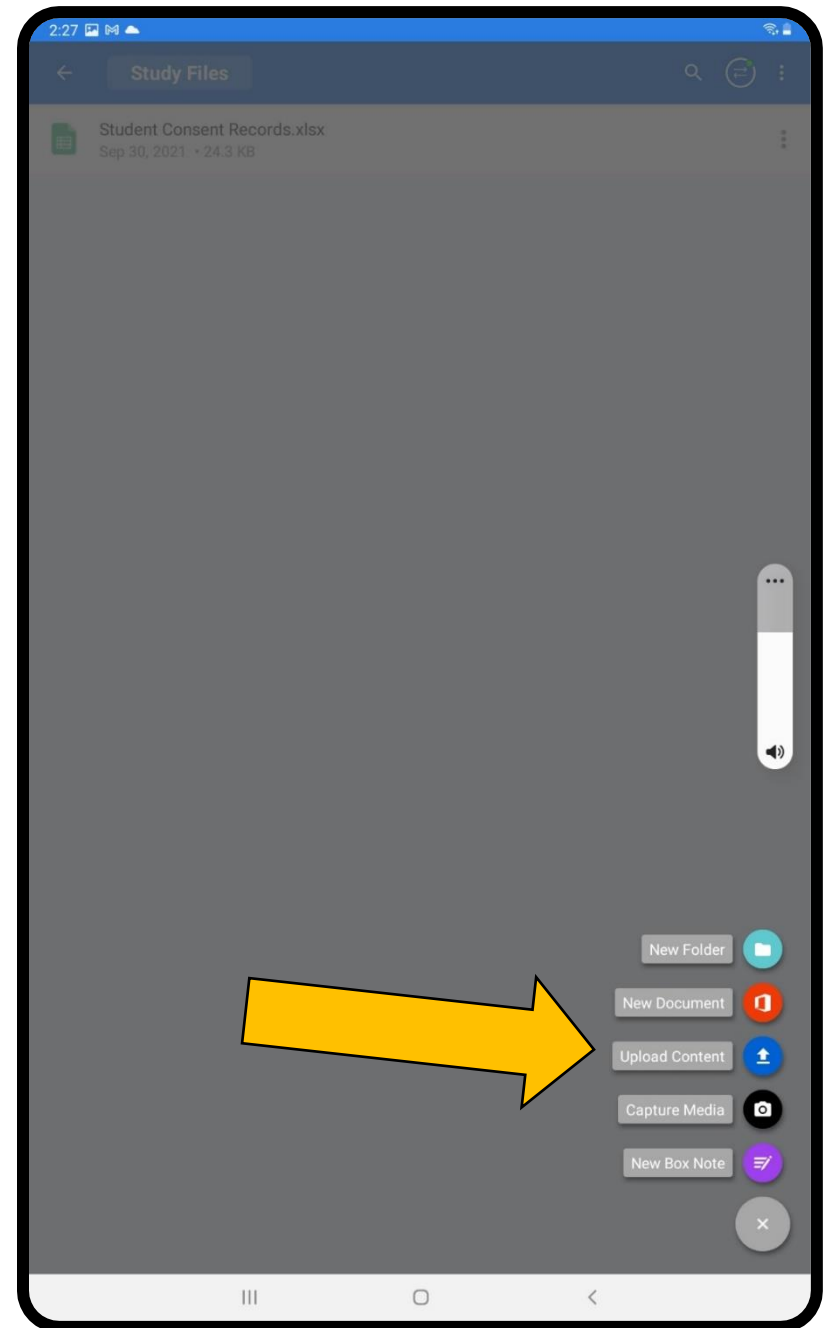 2:27
Study Files
Student Consent Records.xlsx
Sep 30, 2021 • 24.3 KB
New Folder
New Document
Upload Content
Capture Media
New Box Note